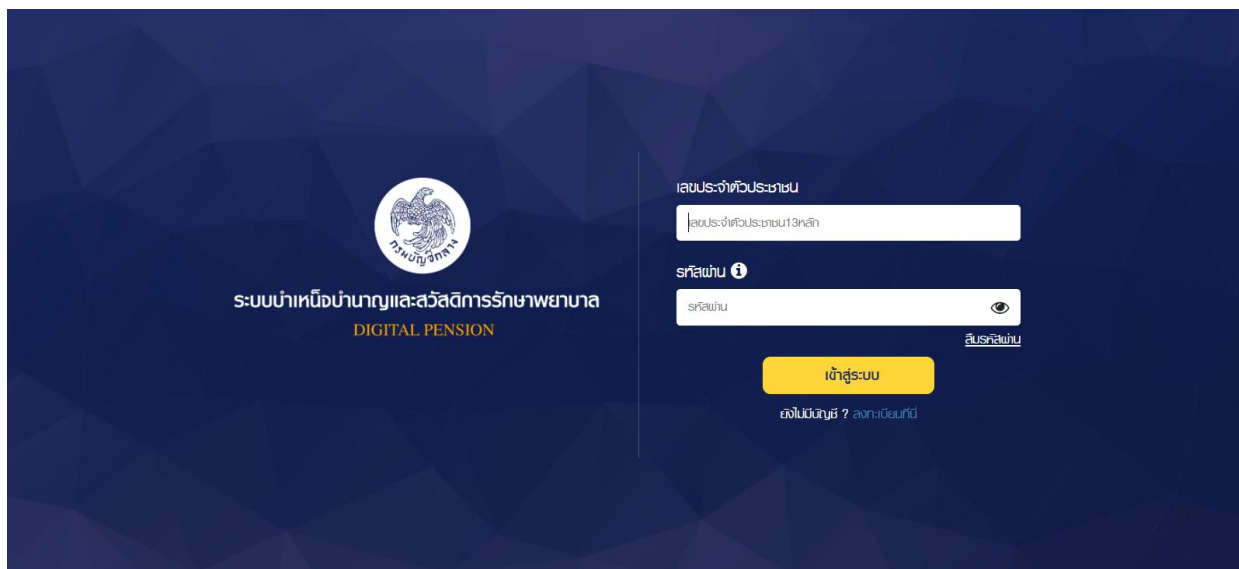 กรมบัญชีกลาง
ระบบบำเหน็จบำนาญและสวัสดิการรักษาพยาบาล
DIGITAL PENSION
เลขประจำตัวประชาชน
เลขประจำตัวประชาชน13หลัก
รหัสผ่าน
รหัสผ่าน
ลืมรหัสผ่าน
เข้าสู่ระบบ
ยังไม่มีบัญชี ? ลงทะเบียนที่นี่